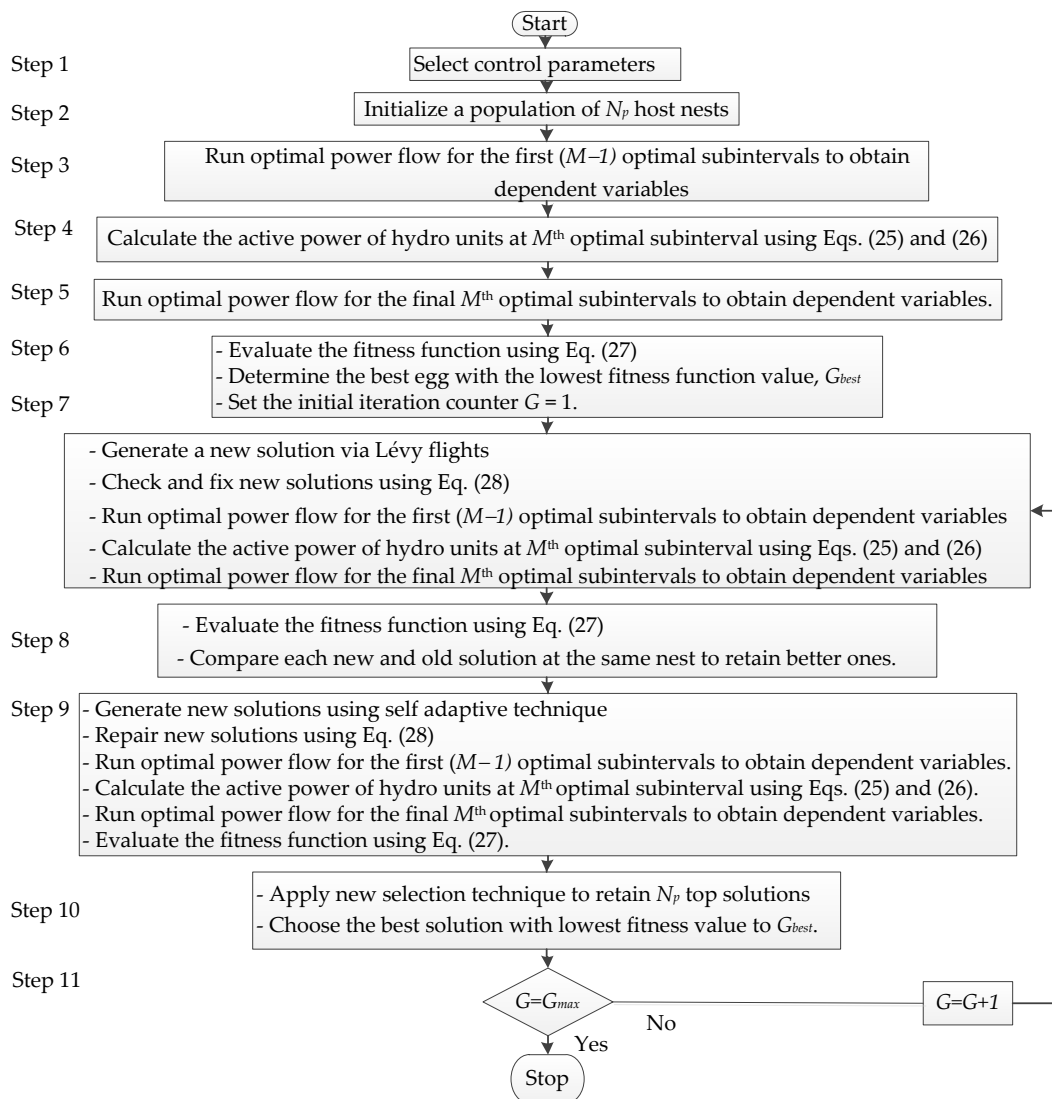 Start
Step 1
Select control parameters
Step 2
Initialize a population of Np host nests
Step 3
Run optimal power flow for the first (M−1) optimal subintervals to obtain
dependent variables
Step 4
Calculate the active power of hydro units at Mth optimal subinterval using Eqs. (25) and (26)
Step 5
Run optimal power flow for the final Mth optimal subintervals to obtain dependent variables.
Step 6
- Evaluate the fitness function using Eq. (27)
- Determine the best egg with the lowest fitness function value, Gbest
Step 7
- Set the initial iteration counter G = 1.
- Generate a new solution via Lévy flights
- Check and fix new solutions using Eq. (28)
- Run optimal power flow for the first (M−1) optimal subintervals to obtain dependent variables
- Calculate the active power of hydro units at Mth optimal subinterval using Eqs. (25) and (26)
- Run optimal power flow for the final Mth optimal subintervals to obtain dependent variables
Step 8
- Evaluate the fitness function using Eq. (27)
- Compare each new and old solution at the same nest to retain better ones.
Step 9
- Generate new solutions using self adaptive technique
- Repair new solutions using Eq. (28)
- Run optimal power flow for the first (M−1) optimal subintervals to obtain dependent variables.
- Calculate the active power of hydro units at Mth optimal subinterval using Eqs. (25) and (26).
- Run optimal power flow for the final Mth optimal subintervals to obtain dependent variables.
- Evaluate the fitness function using Eq. (27).
Step 10
- Apply new selection technique to retain Np top solutions
- Choose the best solution with lowest fitness value to Gbest.
Step 11
G=Gmax
No
G=G+1
Yes
Stop